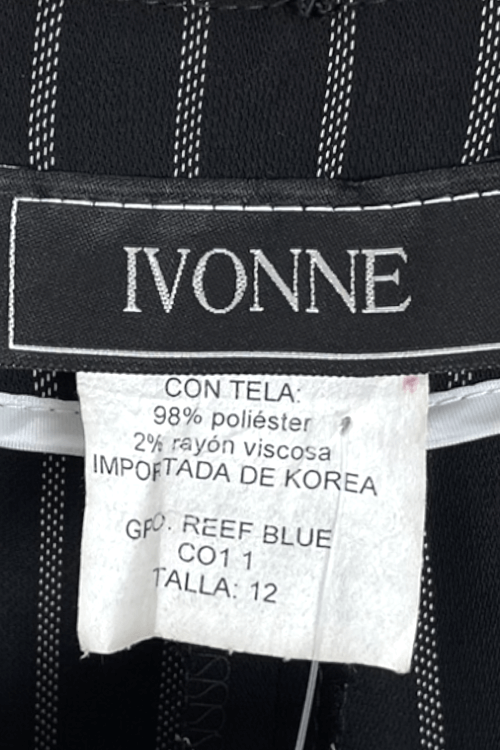 IVONNE
CON TELA:
98% poliéster
2% rayón viscosa
IMPORTADA DE KOREA
GPO. REEF BLUE
CO1 1
TALLA: 12